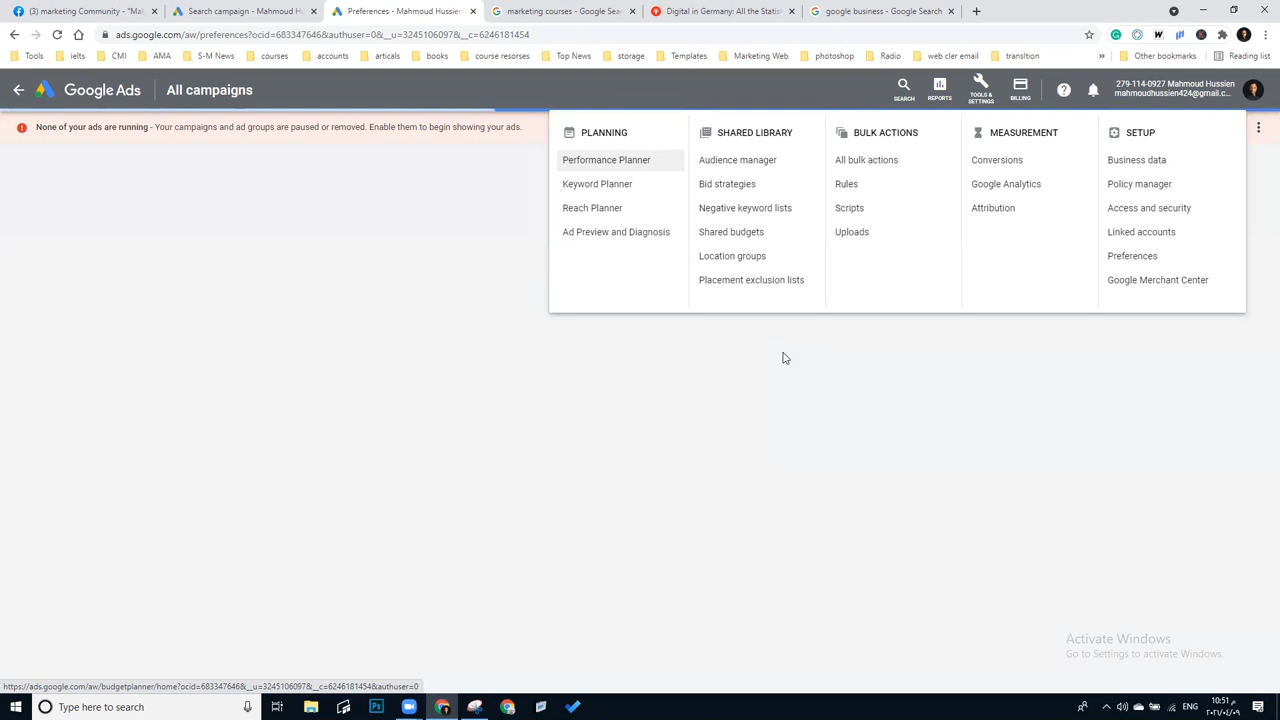 (3) marketing Community - "Mal
Search campaign - Mahmoud Hu
Preferences - Mahmoud Hussien
marketing courses - Google Sear
Digital in Germany: All the Statis
google business - Google Search
ads.google.com/aw/preferences?ocid=683347646&authuser=0&__u=3245106097&__c=6246181454
Tools
ielts
CMI
AMA
S-M News
courses
accounts
articals
books
course resorses
Top News
storage
Templates
Marketing Web
photoshop
Radio
web cler email
transltion
»
Other bookmarks
Reading list
Google Ads
All campaigns
SEARCH
REPORTS
TOOLS &
SETTINGS
BILLING
279-114-0927 Mahmoud Hussien
mahmoudhussien424@gmail.c...
None of your ads are running - Your campaigns and ad groups are paused or removed. Enable them to begin showing your ads.
PLANNING
Performance Planner
Keyword Planner
Reach Planner
Ad Preview and Diagnosis
SHARED LIBRARY
Audience manager
Bid strategies
Negative keyword lists
Shared budgets
Location groups
Placement exclusion lists
BULK ACTIONS
All bulk actions
Rules
Scripts
Uploads
MEASUREMENT
Conversions
Google Analytics
Attribution
SETUP
Business data
Policy manager
Access and security
Linked accounts
Preferences
Google Merchant Center
Activate Windows
Go to Settings to activate Windows.
https://ads.google.com/aw/budgetplanner/home?ocid=683347646&__u=3245106097&__c=6246181454&authuser=0
Type here to search
10:51 م